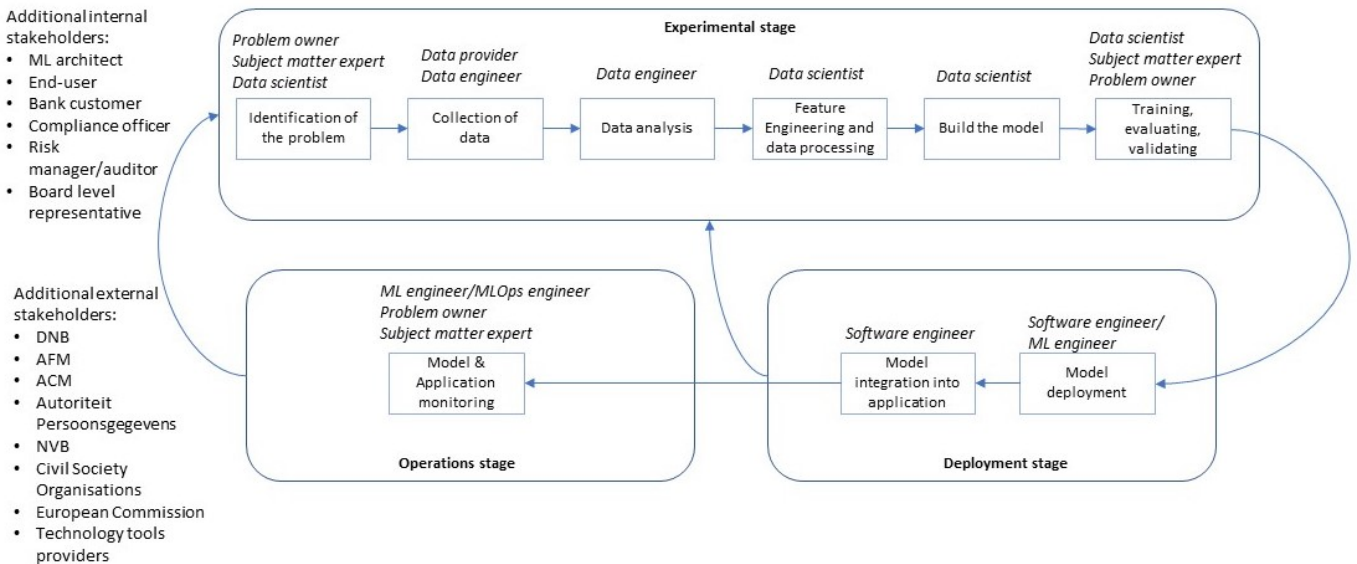 Additional internal
stakeholders:
• ML architect
• End-user
• Bank customer
• Compliance officer
• Risk
manager/auditor
• Board level
representative
Additional external
stakeholders:
• DNB
• AFM
• ACM
• Autoriteit
Persoonsgegevens
• NVB
• Civil Society
Organisations
• European Commission
• Technology tools
providers
Experimental stage
Problem owner
Subject matter expert
Data scientist
Identification of
the problem
Data provider
Data engineer
Collection of
data
Data engineer
Data analysis
Data scientist
Feature
Engineering and
data processing
Data scientist
Build the model
Data scientist
Subject matter expert
Problem owner
Training,
evaluating,
validating
ML engineer/MLOps engineer
Problem owner
Subject matter expert
Model &
Application
monitoring
Operations stage
Software engineer
Model
integration into
application
Software engineer/
ML engineer
Model
deployment
Deployment stage